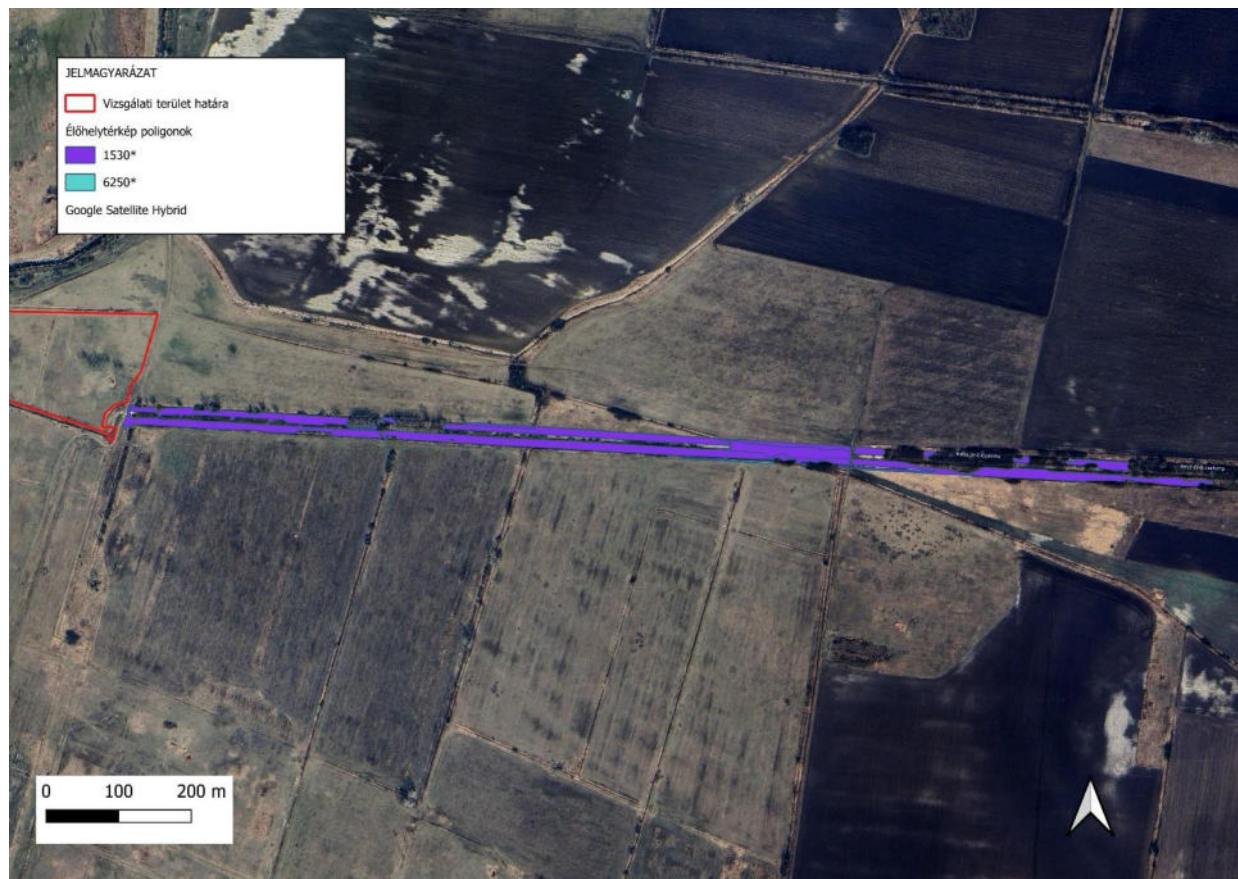 JELMAGYARÁZAT
Vizsgálati terület határa
Élőhelytérkép poligonok
1530*
6250*
Google Satellite Hybrid
0 100 200 m